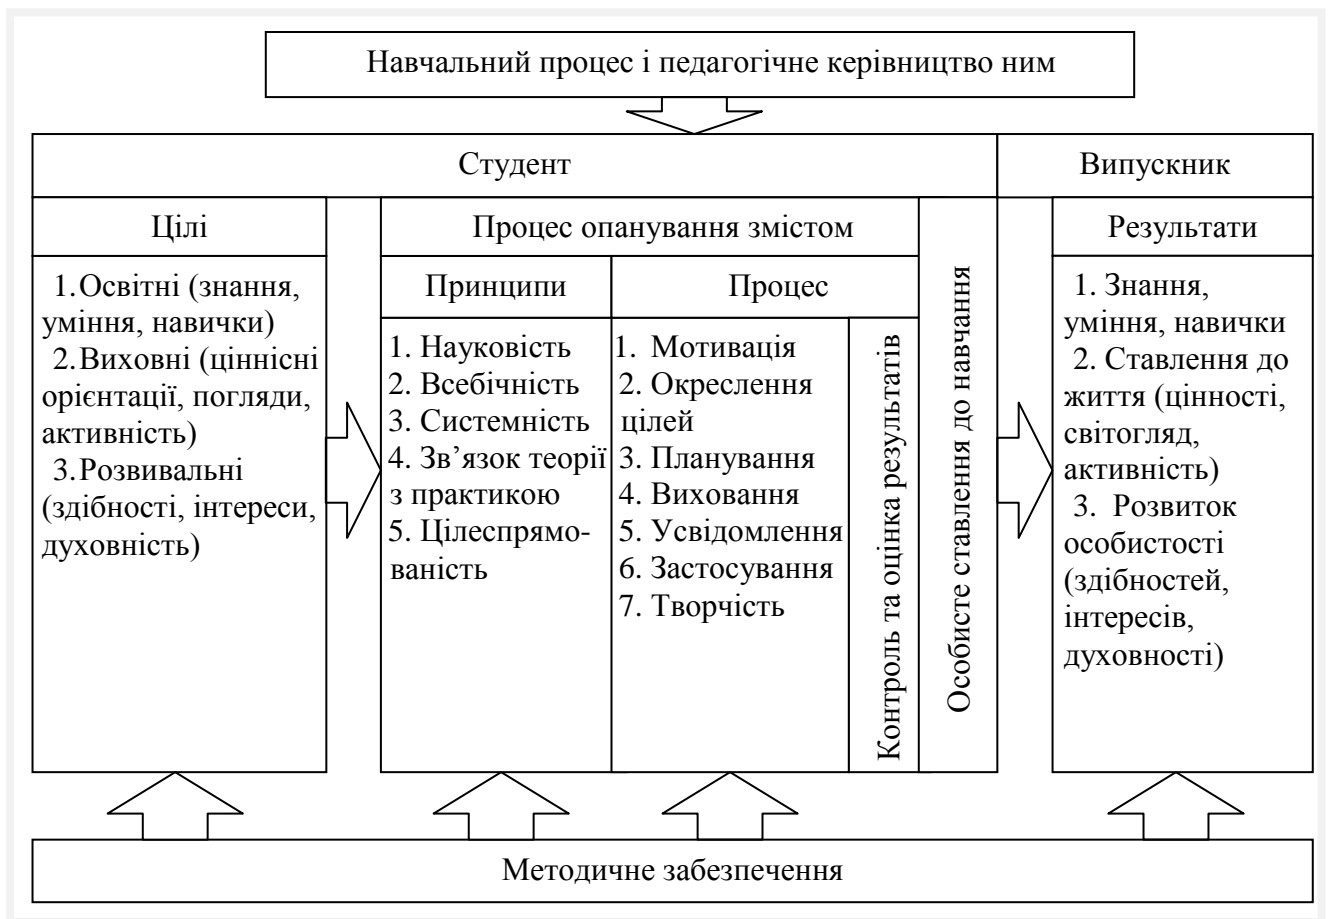 Навчальний процес і педагогічне керівництво ним
Студент
Випускник
Цілі
1.Освітні (знання,
уміння, навички)
2.Виховні (ціннісні
орієнтації, погляди,
активність)
3.Розвивальні
(здібності, інтереси,
духовність)
Процес опанування змістом
Принципи
1. Науковість
2. Всебічність
3. Системність
4. Зв’язок теорії
з практикою
5. Цілеспрямо-
ваність
Процес
1. Мотивація
2. Окреслення
цілей
3. Планування
4. Виховання
5. Усвідомлення
6. Застосування
7. Творчість
Контроль та оцінка результатів
Особисте ставлення до навчання
Результати
1. Знання,
уміння, навички
2. Ставлення до
життя (цінності,
світогляд,
активність)
3. Розвиток
особистості
(здібностей,
інтересів,
духовності)
Методичне забезпечення